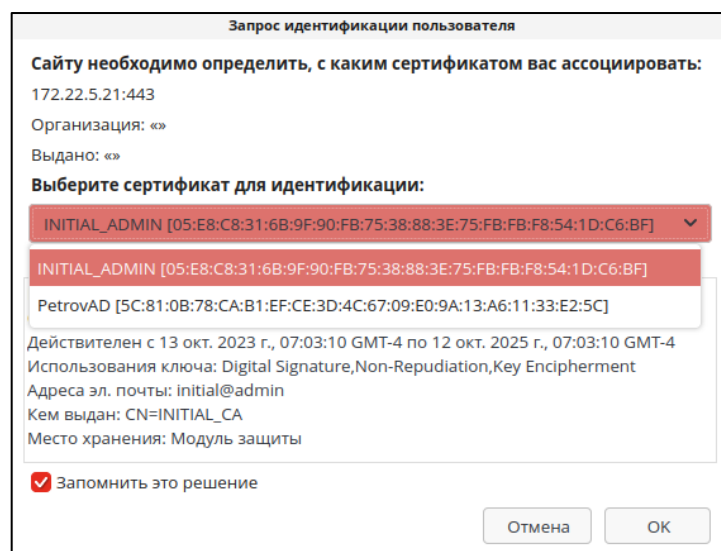 Запрос идентификации пользователя
Сайту необходимо определить, с каким сертификатом вас ассоциировать:
172.22.5.21:443
Организация: «»
Выдано: «»
Выберите сертификат для идентификации:
INITIAL_ADMIN [05:E8:C8:31:6B:9F:90:FB:75:38:88:3E:75:FB:FB:F8:54:1D:C6:BF]
INITIAL_ADMIN [05:E8:C8:31:6B:9F:90:FB:75:38:88:3E:75:FB:FB:F8:54:1D:C6:BF]
PetrovAD [5C:81:0B:78:CA:B1:EF:CE:3D:4C:67:09:E0:9A:13:A6:11:33:E2:5C]
Действителен с 13 окт. 2023 г., 07:03:10 GMT-4 по 12 окт. 2025 г., 07:03:10 GMT-4
Использования ключа: Digital Signature,Non-Repudiation,Key Encipherment
Адреса эл. почты: initial@admin
Кем выдан: CN=INITIAL_CA
Место хранения: Модуль защиты
Запомнить это решение
Отмена
OK